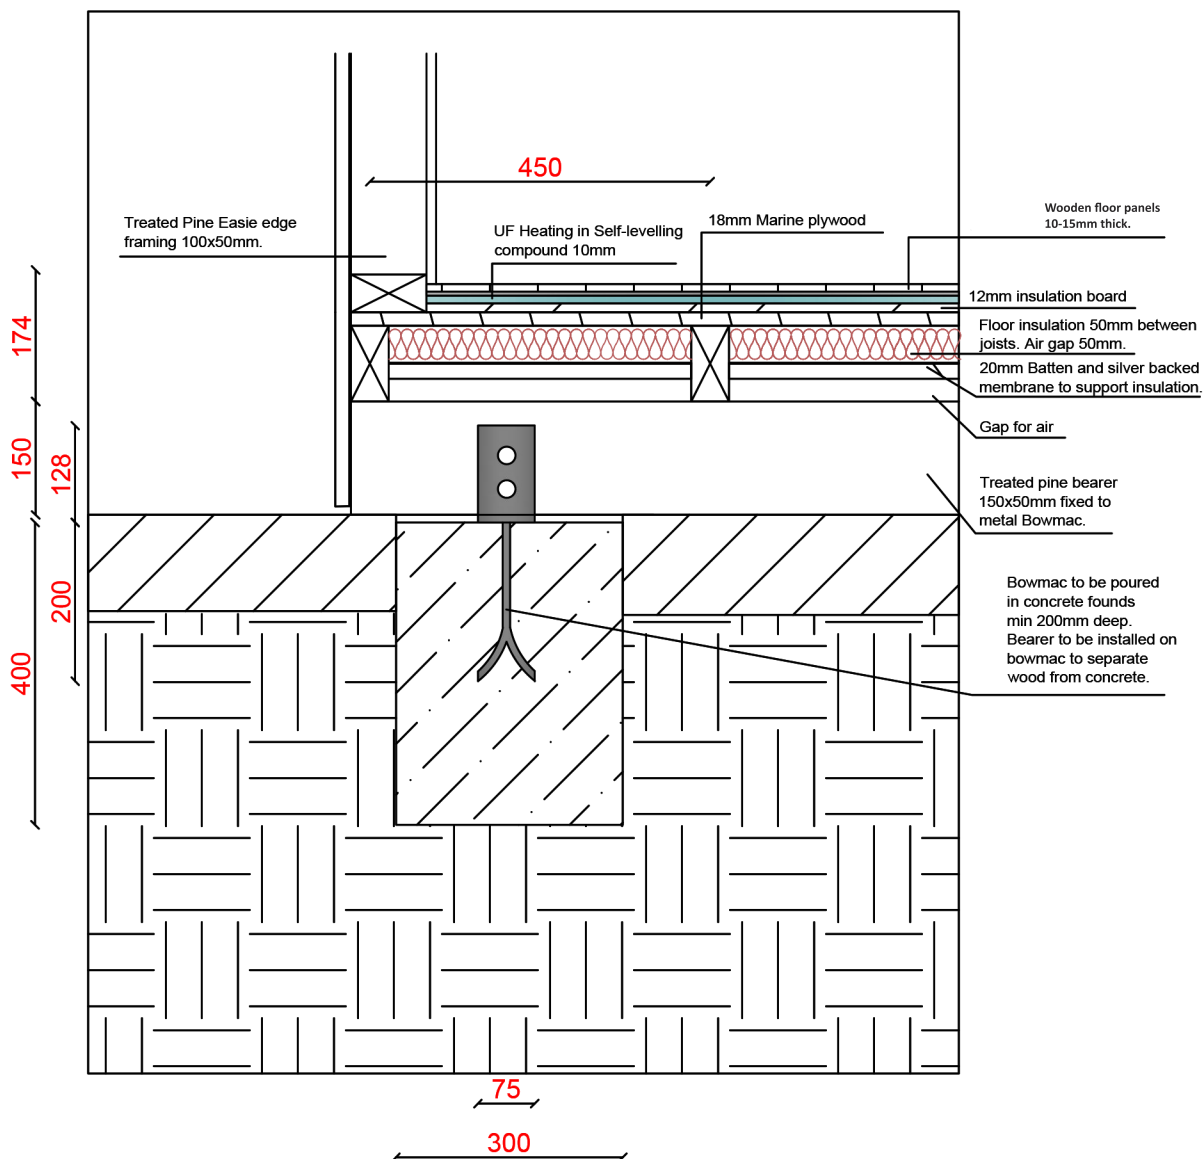 450
Treated Pine Easie edge
framing 100x50mm.
UF Heating in Self-levelling
compound 10mm
18mm Marine plywood
Wooden floor panels
10-15mm thick.
12mm insulation board
Floor insulation 50mm between
joists. Air gap 50mm.
20mm Batten and silver backed
membrane to support insulation.
Gap for air
Treated pine bearer
150x50mm fixed to
metal Bowmac.
Bowmac to be poured
in concrete founds
min 200mm deep.
Bearer to be installed on
bowmac to separate
wood from concrete.
174
150
128
200
400
75
300